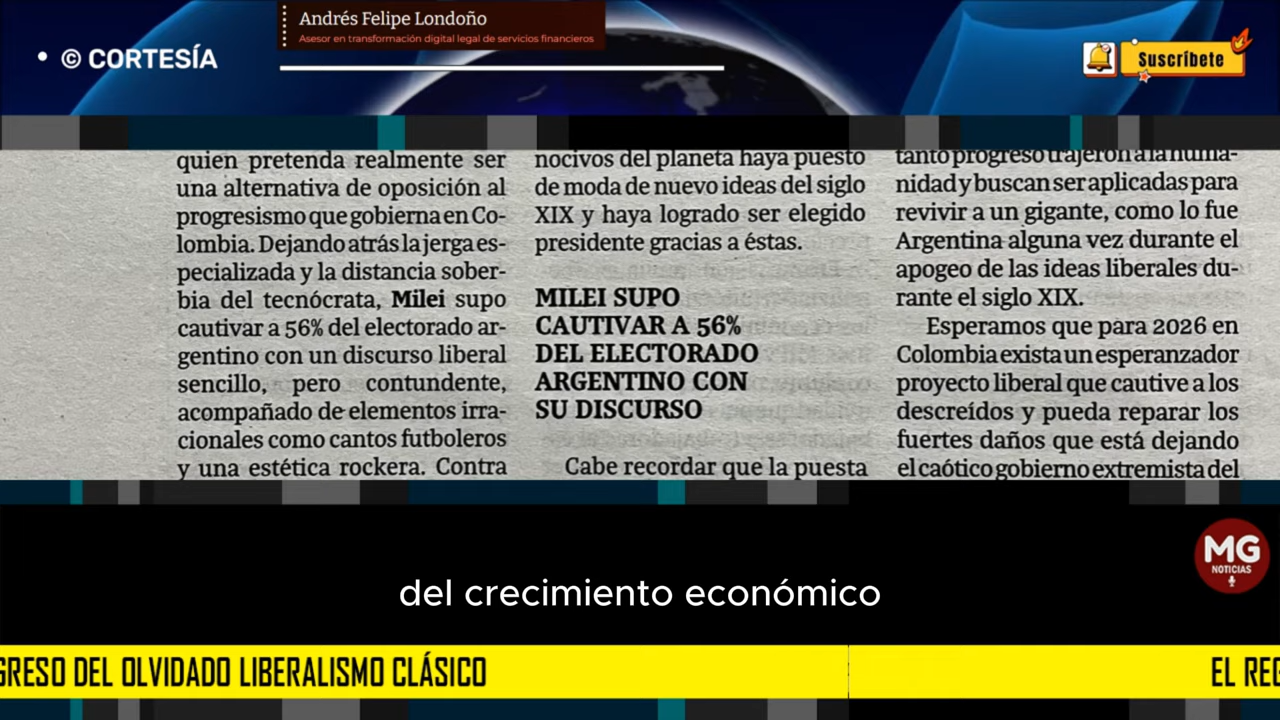 Andrés Felipe Londoño
Asesor en transformación digital legal de servicios financieros
• © CORTESÍA
Suscríbete
quien pretenda realmente ser
una alternativa de oposición al
progresismo que gobierna en Co-
lombia. Dejando atrás la jerga es-
pecializada y la distancia sober-
bia del tecnócrata, Milei supo
cautivar a 56% del electorado ar-
gentino con un discurso liberal
sencillo, pero contundente,
acompañado de elementos irra-
cionales como cantos futboleros
y una estética rockera. Contra
nocivos del planeta haya puesto
de moda de nuevo ideas del siglo
XIX y haya logrado ser elegido
presidente gracias a éstas.
MILEI SUPO
CAUTIVAR A 56%
DEL ELECTORADO
ARGENTINO CON
SU DISCURSO
Cabe recordar que la puesta
tanto progreso trajeron a la huma-
nidad y buscan ser aplicadas para
revivir a un gigante, como lo fue
Argentina alguna vez durante el
apogeo de las ideas liberales du-
rante el siglo XIX.
Esperamos que para 2026 en
Colombia exista un esperanzador
proyecto liberal que cautive a los
descreídos y pueda reparar los
fuertes daños que está dejando
el caótico gobierno extremista del
MG
NOTICIAS
del crecimiento económico
GRESO DEL OLVIDADO LIBERALISMO CLÁSICO
EL REG